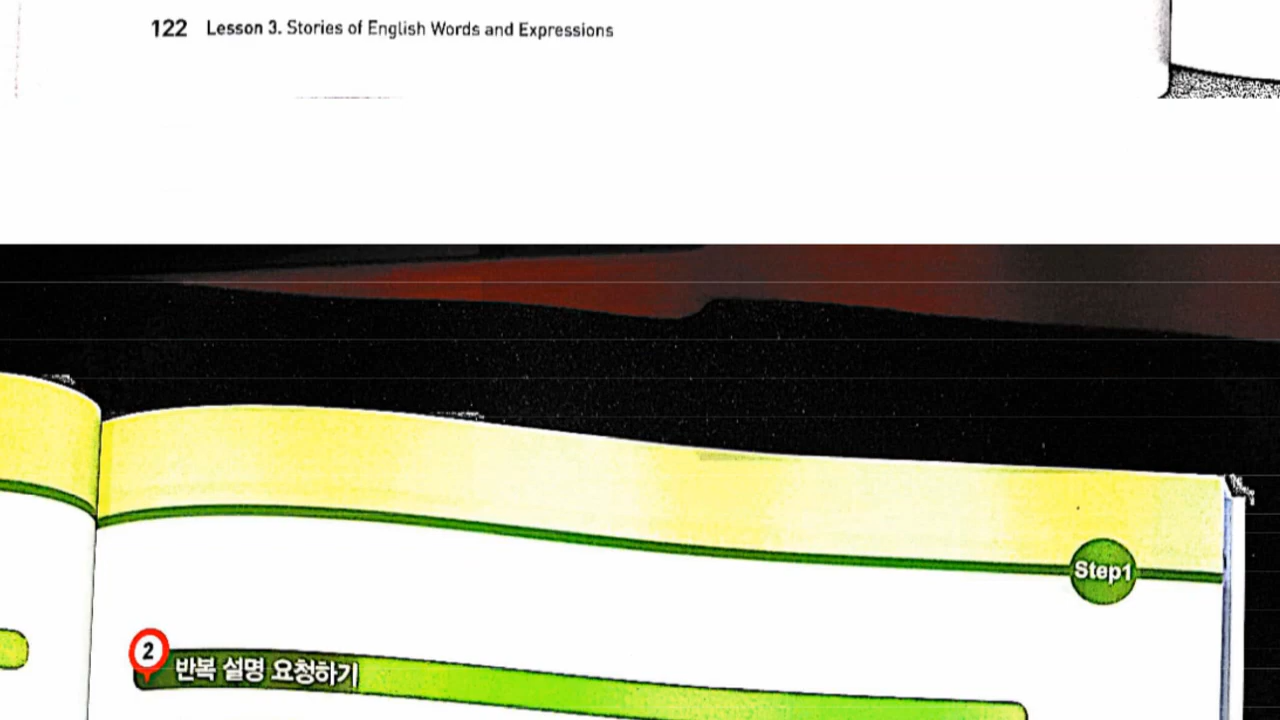 122 Lesson 3. Stories of English Words and Expressions
Step1
2 반복 설명 요청하기